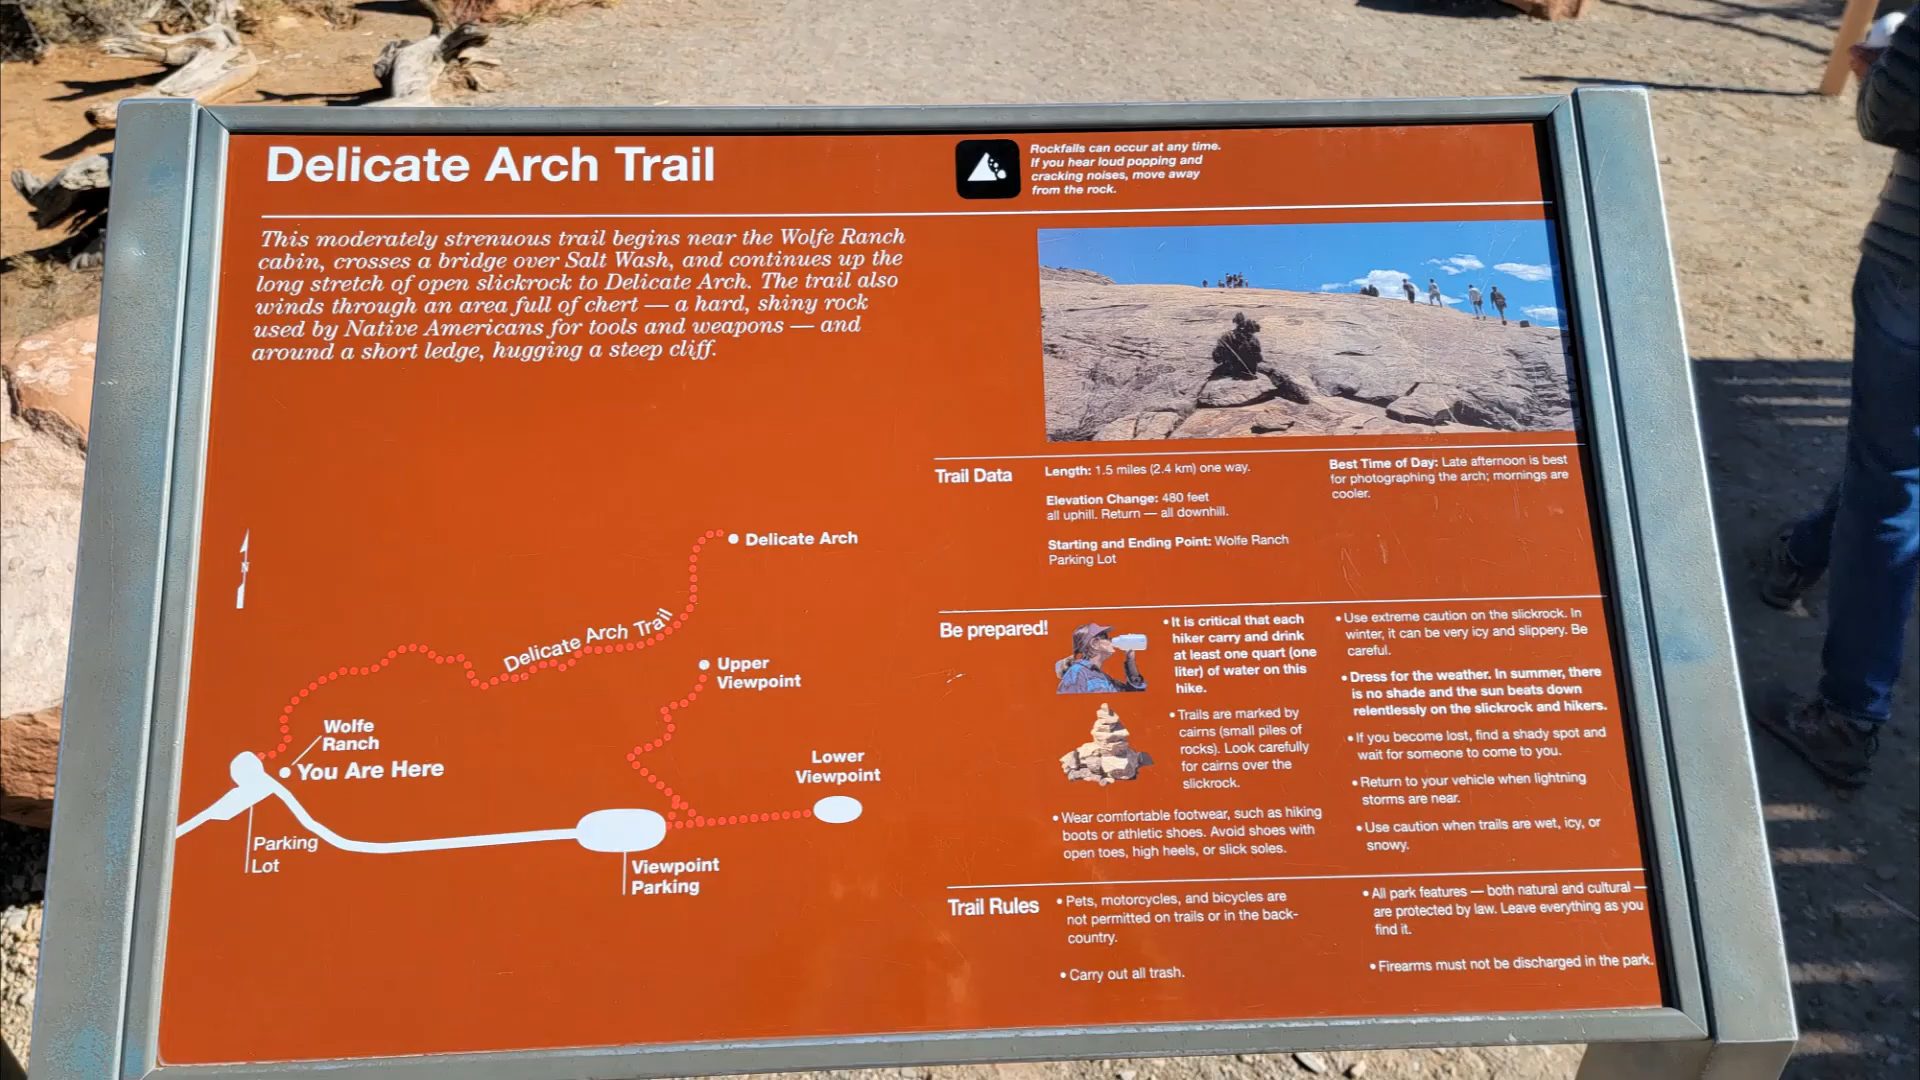 Delicate Arch Trail
Rockfalls can occur at any time.
If you hear loud popping and
cracking noises, move away
from the rock.
This moderately strenuous trail begins near the Wolfe Ranch
cabin, crosses a bridge over Salt Wash, and continues up the
long stretch of open slickrock to Delicate Arch. The trail also
winds through an area full of chert — a hard, shiny rock
used by Native Americans for tools and weapons — and
around a short ledge, hugging a steep cliff.
N
Delicate Arch
Delicate Arch Trail
Upper
Viewpoint
Wolfe
Ranch
You Are Here
Lower
Viewpoint
Parking
Lot
Viewpoint
Parking
Trail Data
Length: 1.5 miles (2.4 km) one way.
Elevation Change: 480 feet
all uphill. Return — all downhill.
Starting and Ending Point: Wolfe Ranch
Parking Lot
Best Time of Day: Late afternoon is best
for photographing the arch; mornings are
cooler.
Be prepared!
• It is critical that each
hiker carry and drink
at least one quart (one
liter) of water on this
hike.
• Trails are marked by
cairns (small piles of
rocks). Look carefully
for cairns over the
slickrock.
• Wear comfortable footwear, such as hiking
boots or athletic shoes. Avoid shoes with
open toes, high heels, or slick soles.
• Use extreme caution on the slickrock. In
winter, it can be very icy and slippery. Be
careful.
• Dress for the weather. In summer, there
is no shade and the sun beats down
relentlessly on the slickrock and hikers.
• If you become lost, find a shady spot and
wait for someone to come to you.
• Return to your vehicle when lightning
storms are near.
• Use caution when trails are wet, icy, or
snowy.
Trail Rules
• Pets, motorcycles, and bicycles are
not permitted on trails or in the back-
country.
• Carry out all trash.
• All park features — both natural and cultural —
are protected by law. Leave everything as you
find it.
• Firearms must not be discharged in the park.